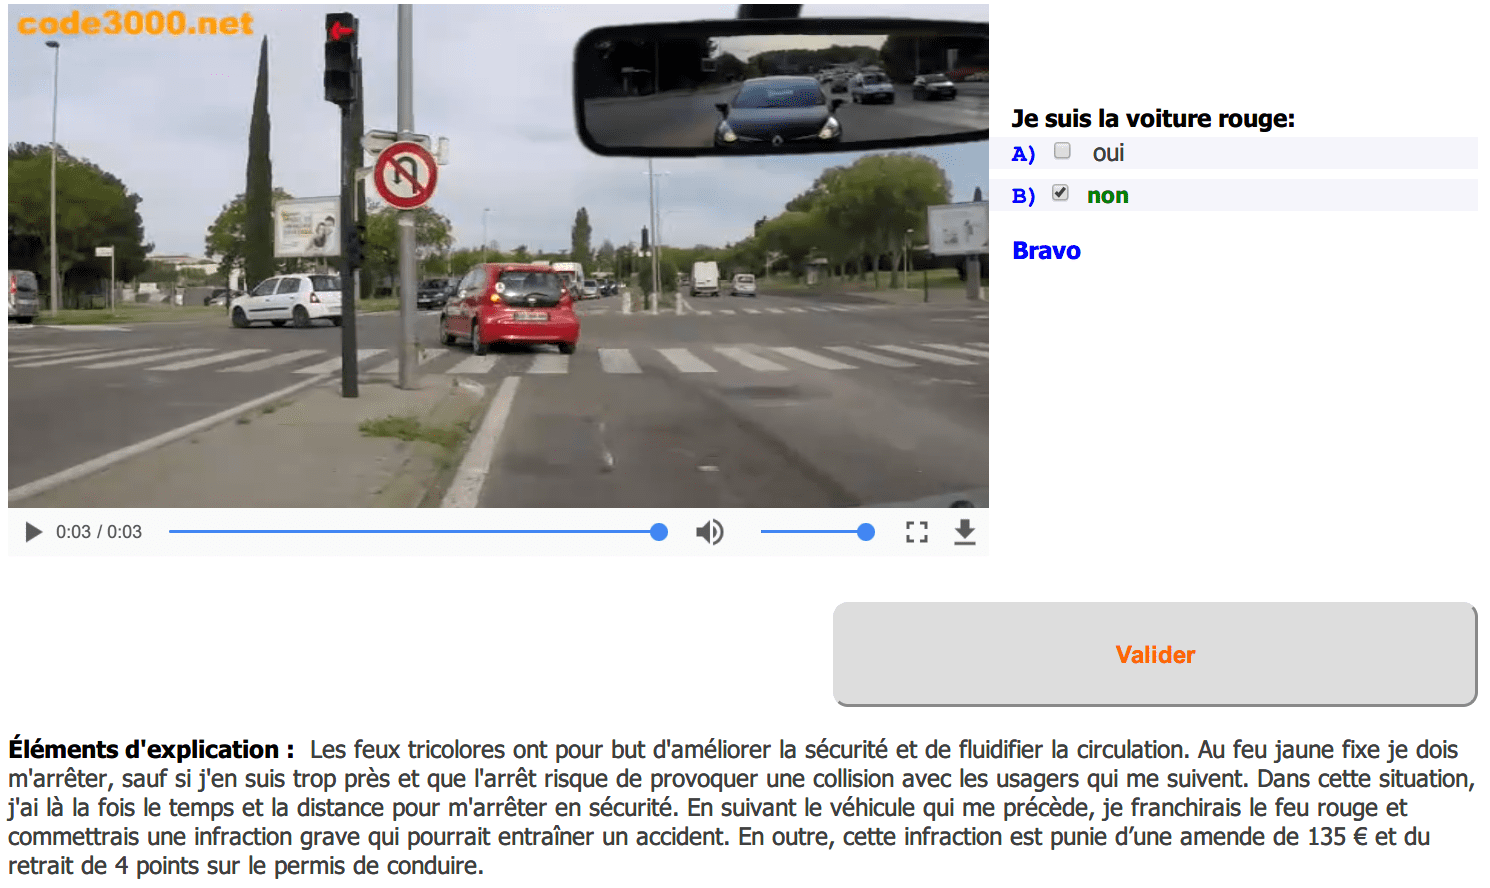 code3000.net
Je suis la voiture rouge:
A) oui
B) non
Bravo
0:03 / 0:03
Valider
Éléments d'explication : Les feux tricolores ont pour but d'améliorer la sécurité et de fluidifier la circulation. Au feu jaune fixe je dois
m'arrêter, sauf si j'en suis trop près et que l'arrêt risque de provoquer une collision avec les usagers qui me suivent. Dans cette situation,
j'ai là la fois le temps et la distance pour m'arrêter en sécurité. En suivant le véhicule qui me précède, je franchirais le feu rouge et
commettrais une infraction grave qui pourrait entraîner un accident. En outre, cette infraction est punie d’une amende de 135 € et du
retrait de 4 points sur le permis de conduire.